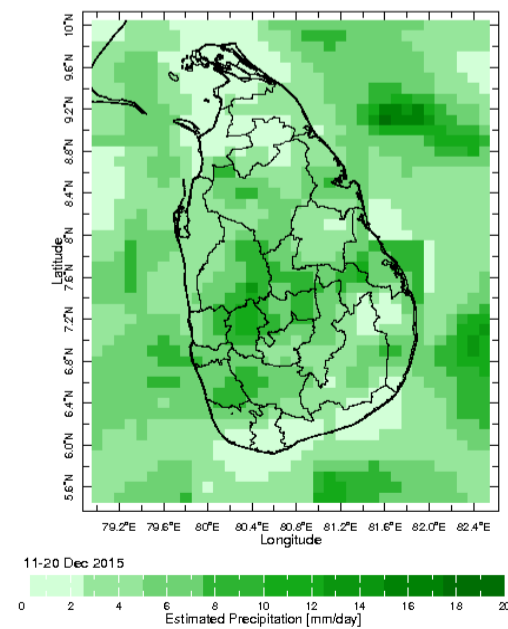 10°N
9.6°N
9.2°N
8.8°N
8.4°N
8°N
7.6°N
7.2°N
6.8°N
6.4°N
6.0°N
5.6°N
Latitude
79.2°E 79.6°E 80°E 80.4°E 80.8°E 81.2°E 81.6°E 82.0°E 82.4°E
Longitude
11-20 Dec 2015
0 2 4 6 8 10 12 14 16 18 20
Estimated Precipitation [mm/day]